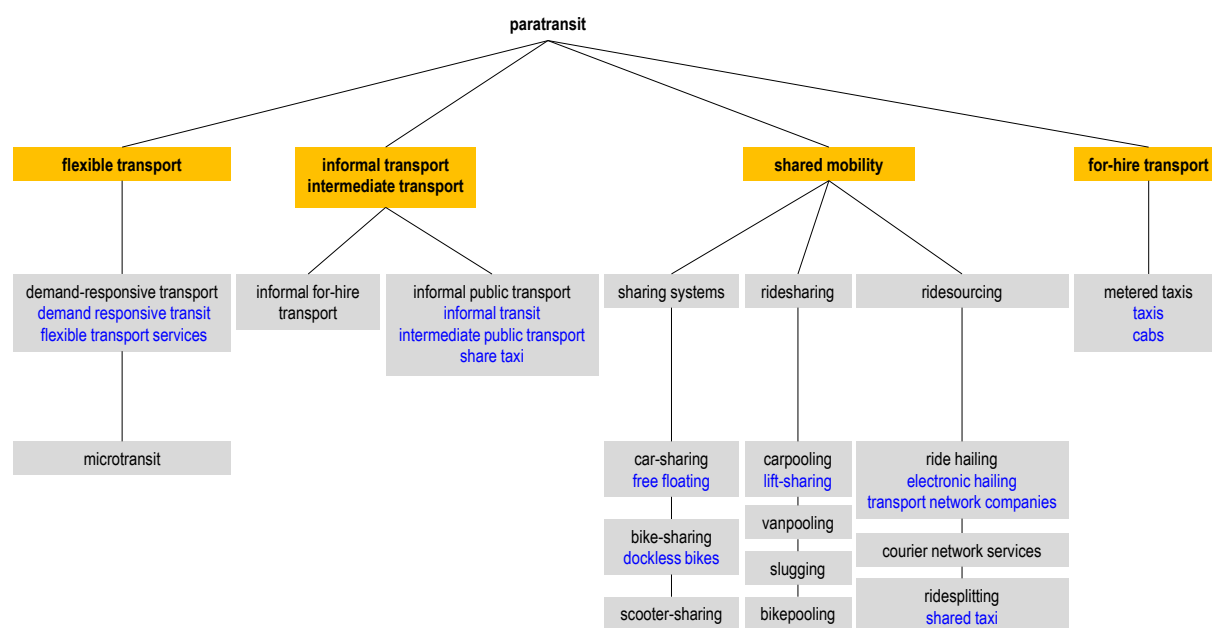 paratransit
flexible transport
informal transport
intermediate transport
shared mobility
for-hire transport
demand-responsive transport
demand responsive transit
flexible transport services
informal for-hire
transport
informal public transport
informal transit
intermediate public transport
share taxi
sharing systems
ridesharing
ridesourcing
metered taxis
taxis
cabs
microtransit
car-sharing
free floating
bike-sharing
dockless bikes
scooter-sharing
carpooling
lift-sharing
vanpooling
slugging
bikepooling
ride hailing
electronic hailing
transport network companies
courier network services
ridesplitting
shared taxi